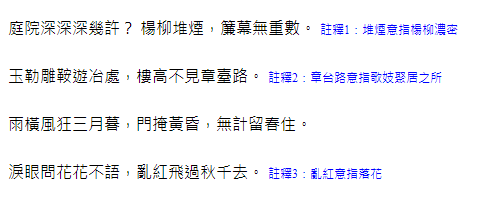 庭院深深深幾許？ 楊柳堆煙，簾幕無重數。 註釋1：堆煙意指楊柳濃密
玉勒雕鞍遊冶處，樓高不見章臺路。 註釋2：章台路意指歌妓聚居之所
雨橫風狂三月暮，門掩黃昏，無計留春住。
淚眼問花花不語，亂紅飛過秋千去。 註釋3：亂紅意指落花